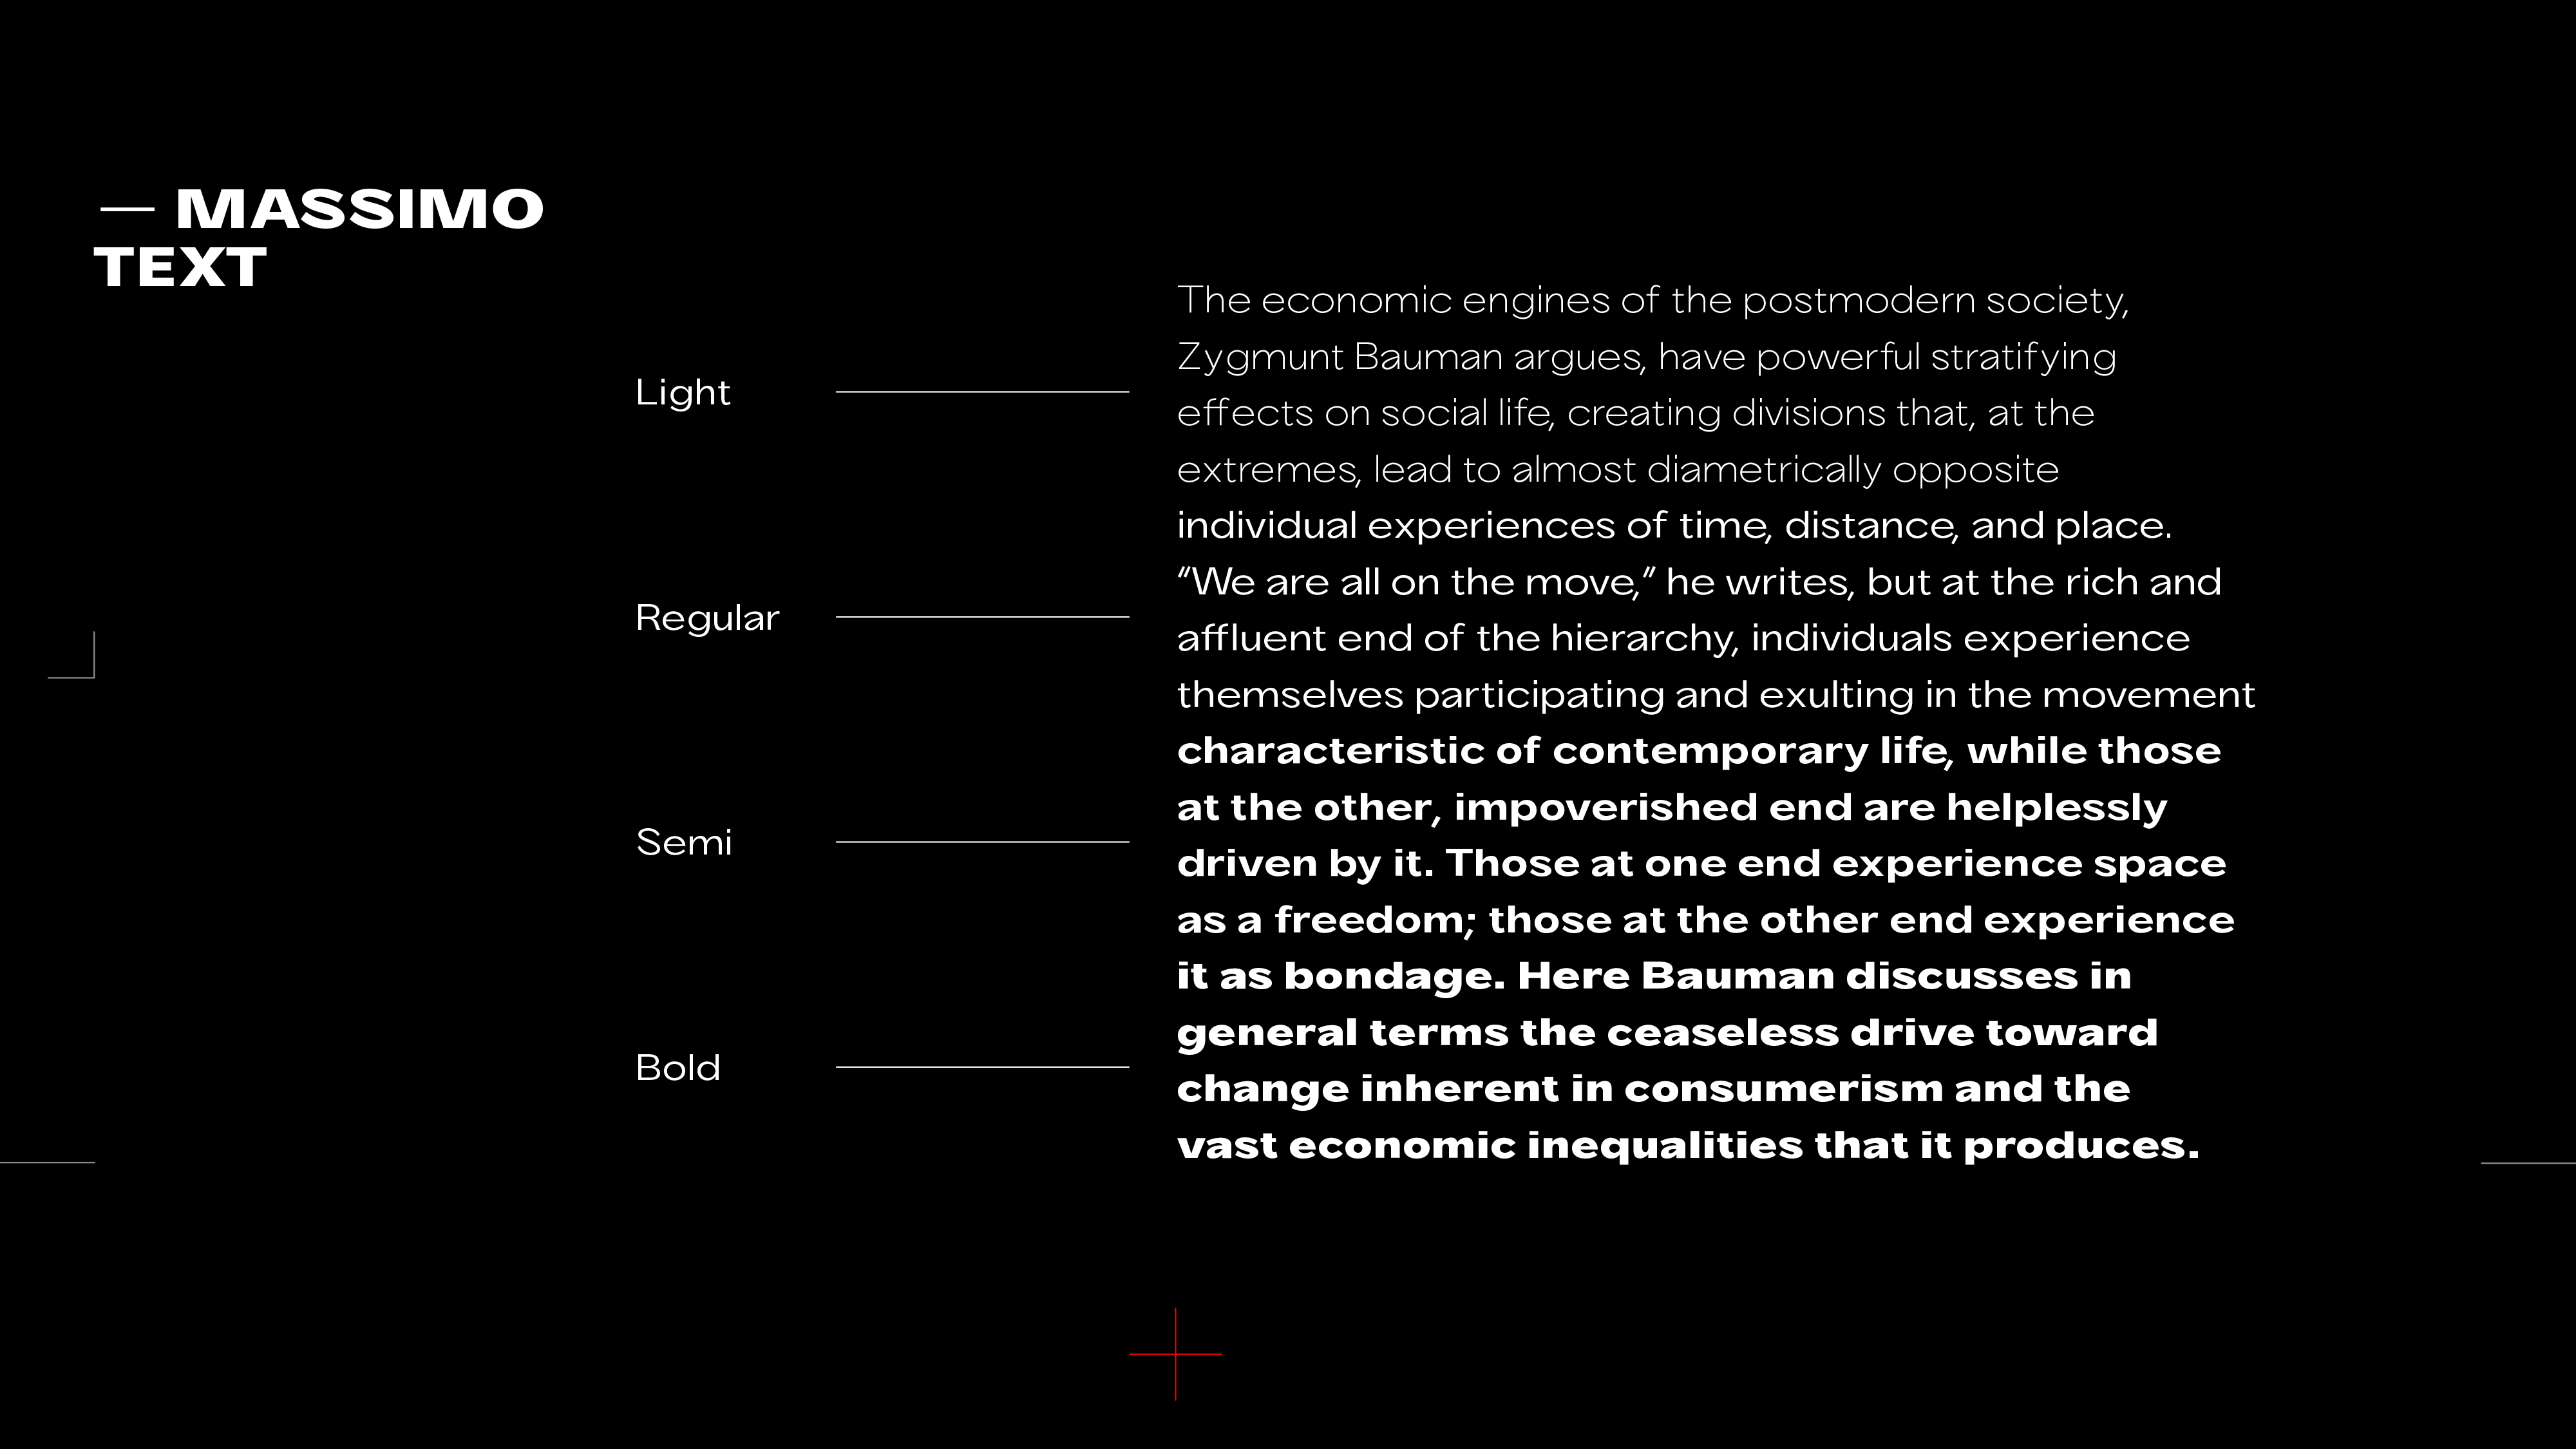 — MASSIMO
TEXT
Light
Regular
Semi
Bold
The economic engines of the postmodern society,
Zygmunt Bauman argues, have powerful stratifying
effects on social life, creating divisions that, at the
extremes, lead to almost diametrically opposite
individual experiences of time, distance, and place.
“We are all on the move,” he writes, but at the rich and
affluent end of the hierarchy, individuals experience
themselves participating and exulting in the movement
characteristic of contemporary life, while those
at the other, impoverished end are helplessly
driven by it. Those at one end experience space
as a freedom; those at the other end experience
it as bondage. Here Bauman discusses in
general terms the ceaseless drive toward
change inherent in consumerism and the
vast economic inequalities that it produces.